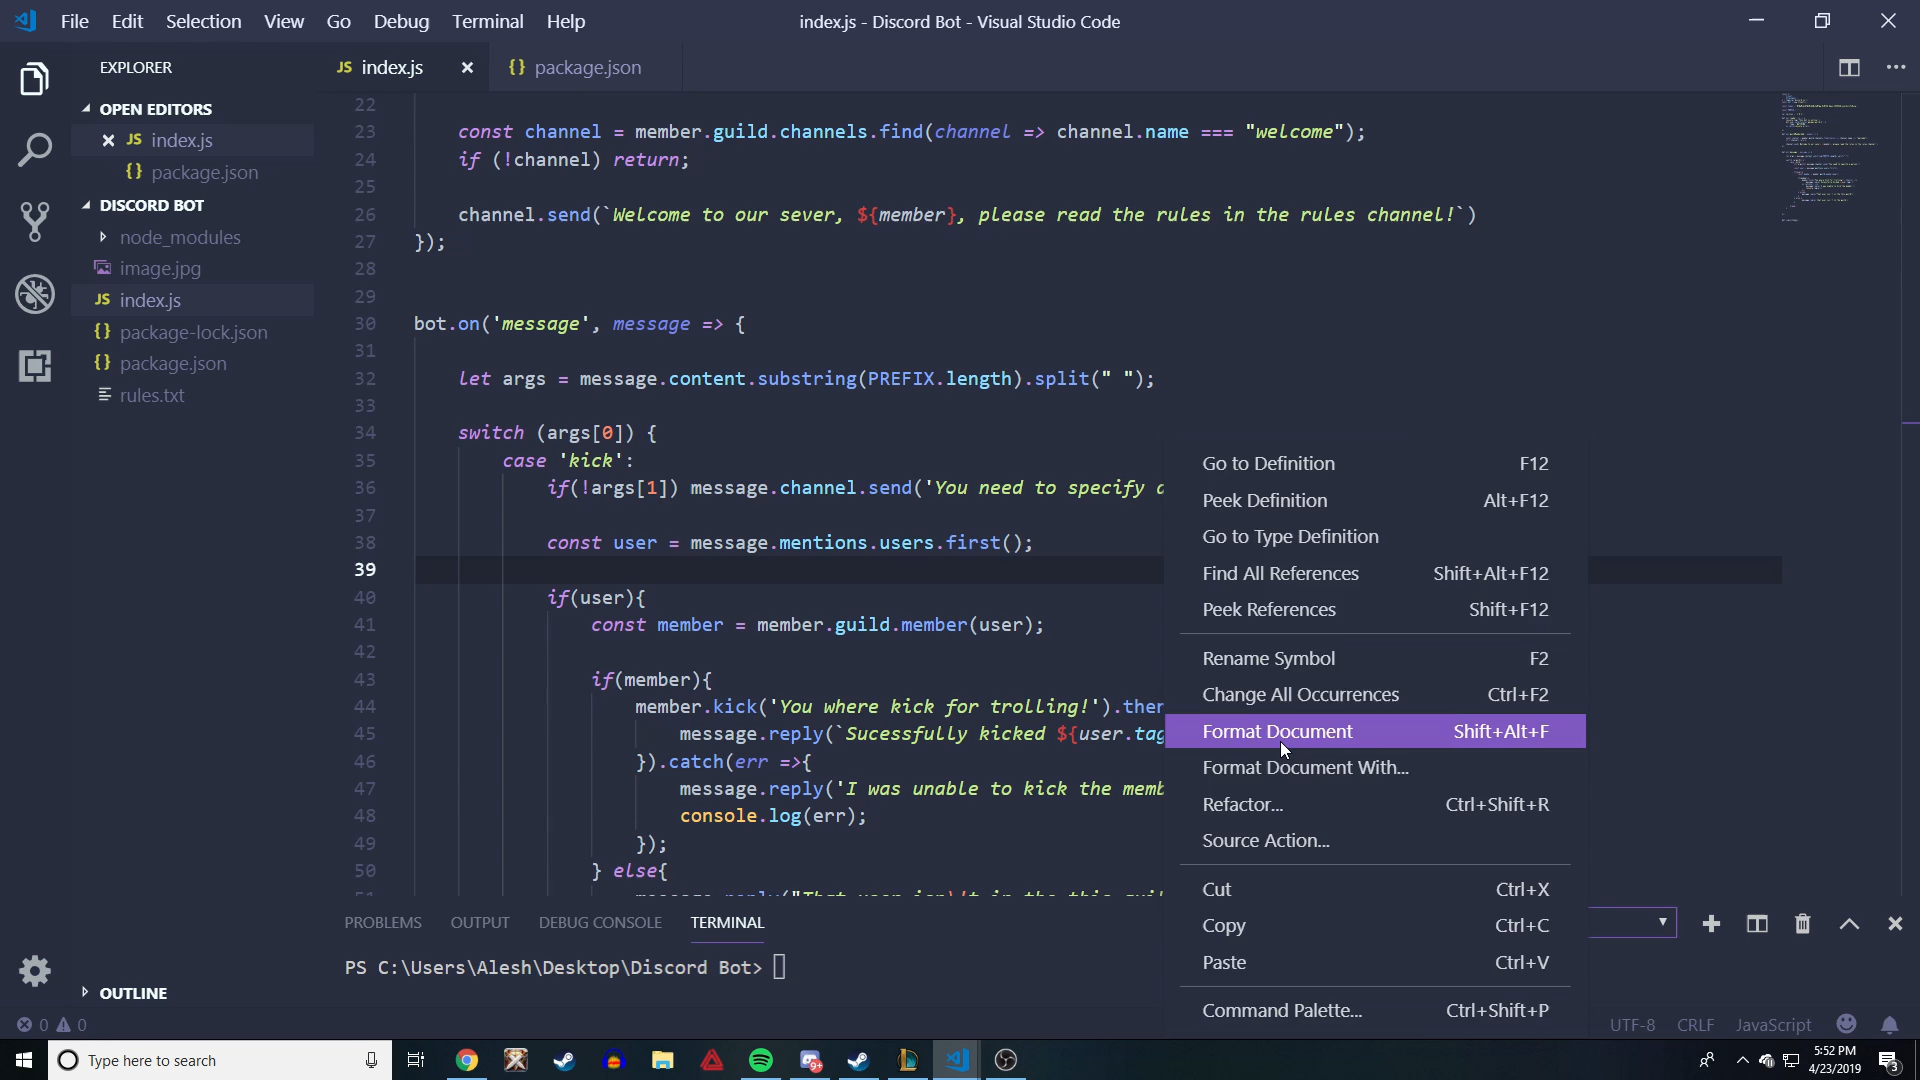 File Edit Selection View Go Debug Terminal Help
index.js - Discord Bot - Visual Studio Code
EXPLORER
JS index.js
{} package.json
OPEN EDITORS
JS index.js
{} package.json
DISCORD BOT
node_modules
image.jpg
JS index.js
{} package-lock.json
{} package.json
rules.txt
OUTLINE
22
23 const channel = member.guild.channels.find(channel => channel.name === "welcome");
24 if (!channel) return;
25
26 channel.send(`Welcome to our sever, ${member}, please read the rules in the rules channel!`)
27 });
28
29
30 bot.on('message', message => {
31
32 let args = message.content.substring(PREFIX.length).split(" ");
33
34 switch (args[0]) {
35 case 'kick':
36 if(!args[1]) message.channel.send('You need to specify
37
38 const user = message.mentions.users.first();
39
40 if(user){
41 const member = member.guild.member(user);
42
43 if(member){
44 member.kick('You where kick for trolling!').then
45 message.reply(`Sucessfully kicked ${user.tag
46 }).catch(err =>{
47 message.reply('I was unable to kick the memb
48 console.log(err);
49 });
50 } else{
Go to Definition F12
Peek Definition Alt+F12
Go to Type Definition
Find All References Shift+Alt+F12
Peek References Shift+F12
Rename Symbol F2
Change All Occurrences Ctrl+F2
Format Document Shift+Alt+F
Format Document With...
Refactor... Ctrl+Shift+R
Source Action...
Cut Ctrl+X
Copy Ctrl+C
Paste Ctrl+V
Command Palette... Ctrl+Shift+P
PROBLEMS OUTPUT DEBUG CONSOLE TERMINAL
PS C:\Users\Alesh\Desktop\Discord Bot>
0 0
UTF-8 CRLF JavaScript
Type here to search
9+
5:52 PM
4/23/2019
3